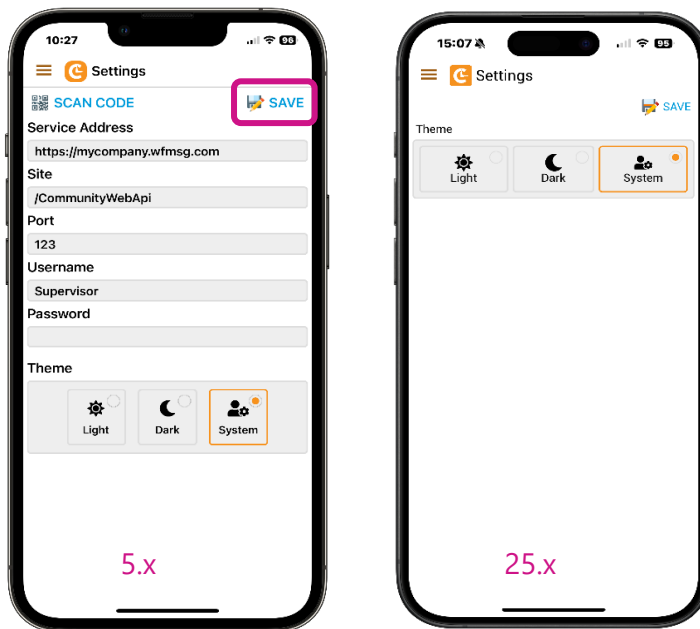 10:27
96
Settings
SCAN CODE
SAVE
Service Address
https://mycompany.wfmsg.com
Site
/CommunityWebApi
Port
123
Username
Supervisor
Password
Theme
Light
Dark
System
5.x
15:07
95
Settings
SAVE
Theme
Light
Dark
System
25.x